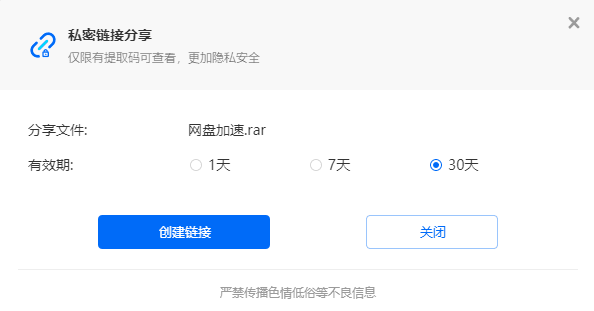 私密链接分享
仅限有提取码可查看，更加隐私安全
分享文件: 网盘加速.rar
有效期: 1天 7天 30天
创建链接 关闭
严禁传播色情低俗等不良信息